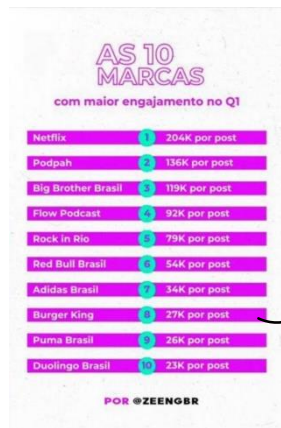 AS 10
MARCAS
com maior engajamento no Q1
Netflix 1 204K por post
Podpah 2 136K por post
Big Brother Brasil 3 119K por post
Flow Podcast 4 92K por post
Rock in Rio 5 79K por post
Red Bull Brasil 6 54K por post
Adidas Brasil 7 34K por post
Burger King 8 27K por post
Puma Brasil 9 26K por post
Duolingo Brasil 10 23K por post
POR @ZEENGBR